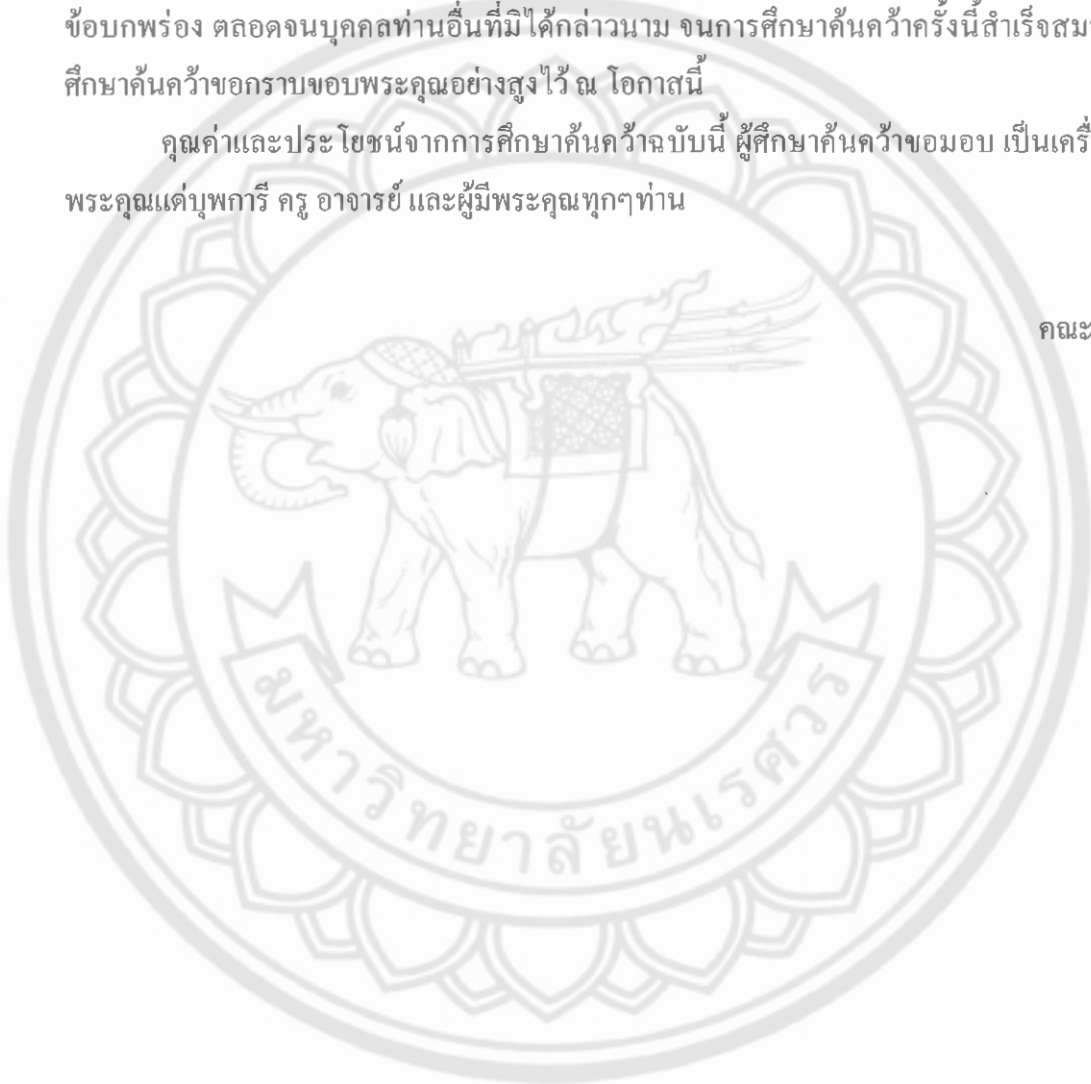 ข้อบกพร่อง ตลอดจนบุคคลท่านอื่นที่มิได้กล่าวนาม จนการศึกษาค้นคว้าครั้งนี้สำเร็จสม
ศึกษาค้นคว้าขอกราบขอบพระคุณอย่างสูงไว้ ณ โอกาสนี้
คุณค่าและประโยชน์จากการศึกษาค้นคว้าฉบับนี้ ผู้ศึกษาค้นคว้าขอมอบ เป็นเครื่
พระคุณแด่บุพการี ครู อาจารย์ และผู้มีพระคุณทุกๆท่าน
คณะ
มหาวิทยาลัยนเรศวร